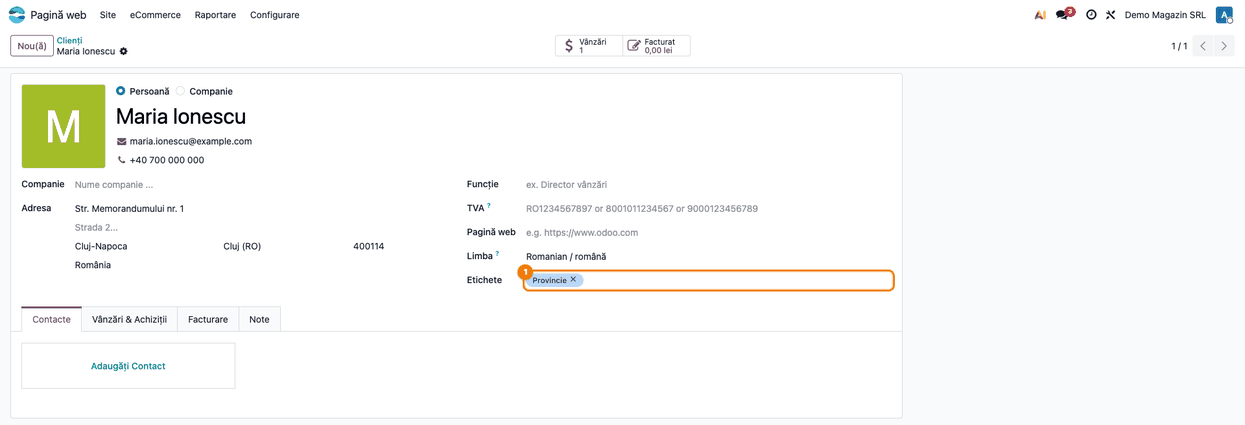 Pagină web Site eCommerce Raportare Configurare AI 3 Demo Magazin SRL A
Nou(ă) Clienți
Maria Ionescu
Vânzări 1
Facturat 0,00 lei
1 / 1
M
Persoană Companie
Maria Ionescu
maria.ionescu@example.com
+40 700 000 000
Companie Nume companie ...
Adresa Str. Memorandumului nr. 1
Strada 2...
Cluj-Napoca Cluj (RO) 400114
România
Funcție ex. Director vânzări
TVA ? RO1234567897 or 8001011234567 or 9000123456789
Pagină web e.g. https://www.odoo.com
Limba ? Romanian / română
1
Etichete Provincie ×
Contacte Vânzări & Achiziții Facturare Note
Adaugăți Contact